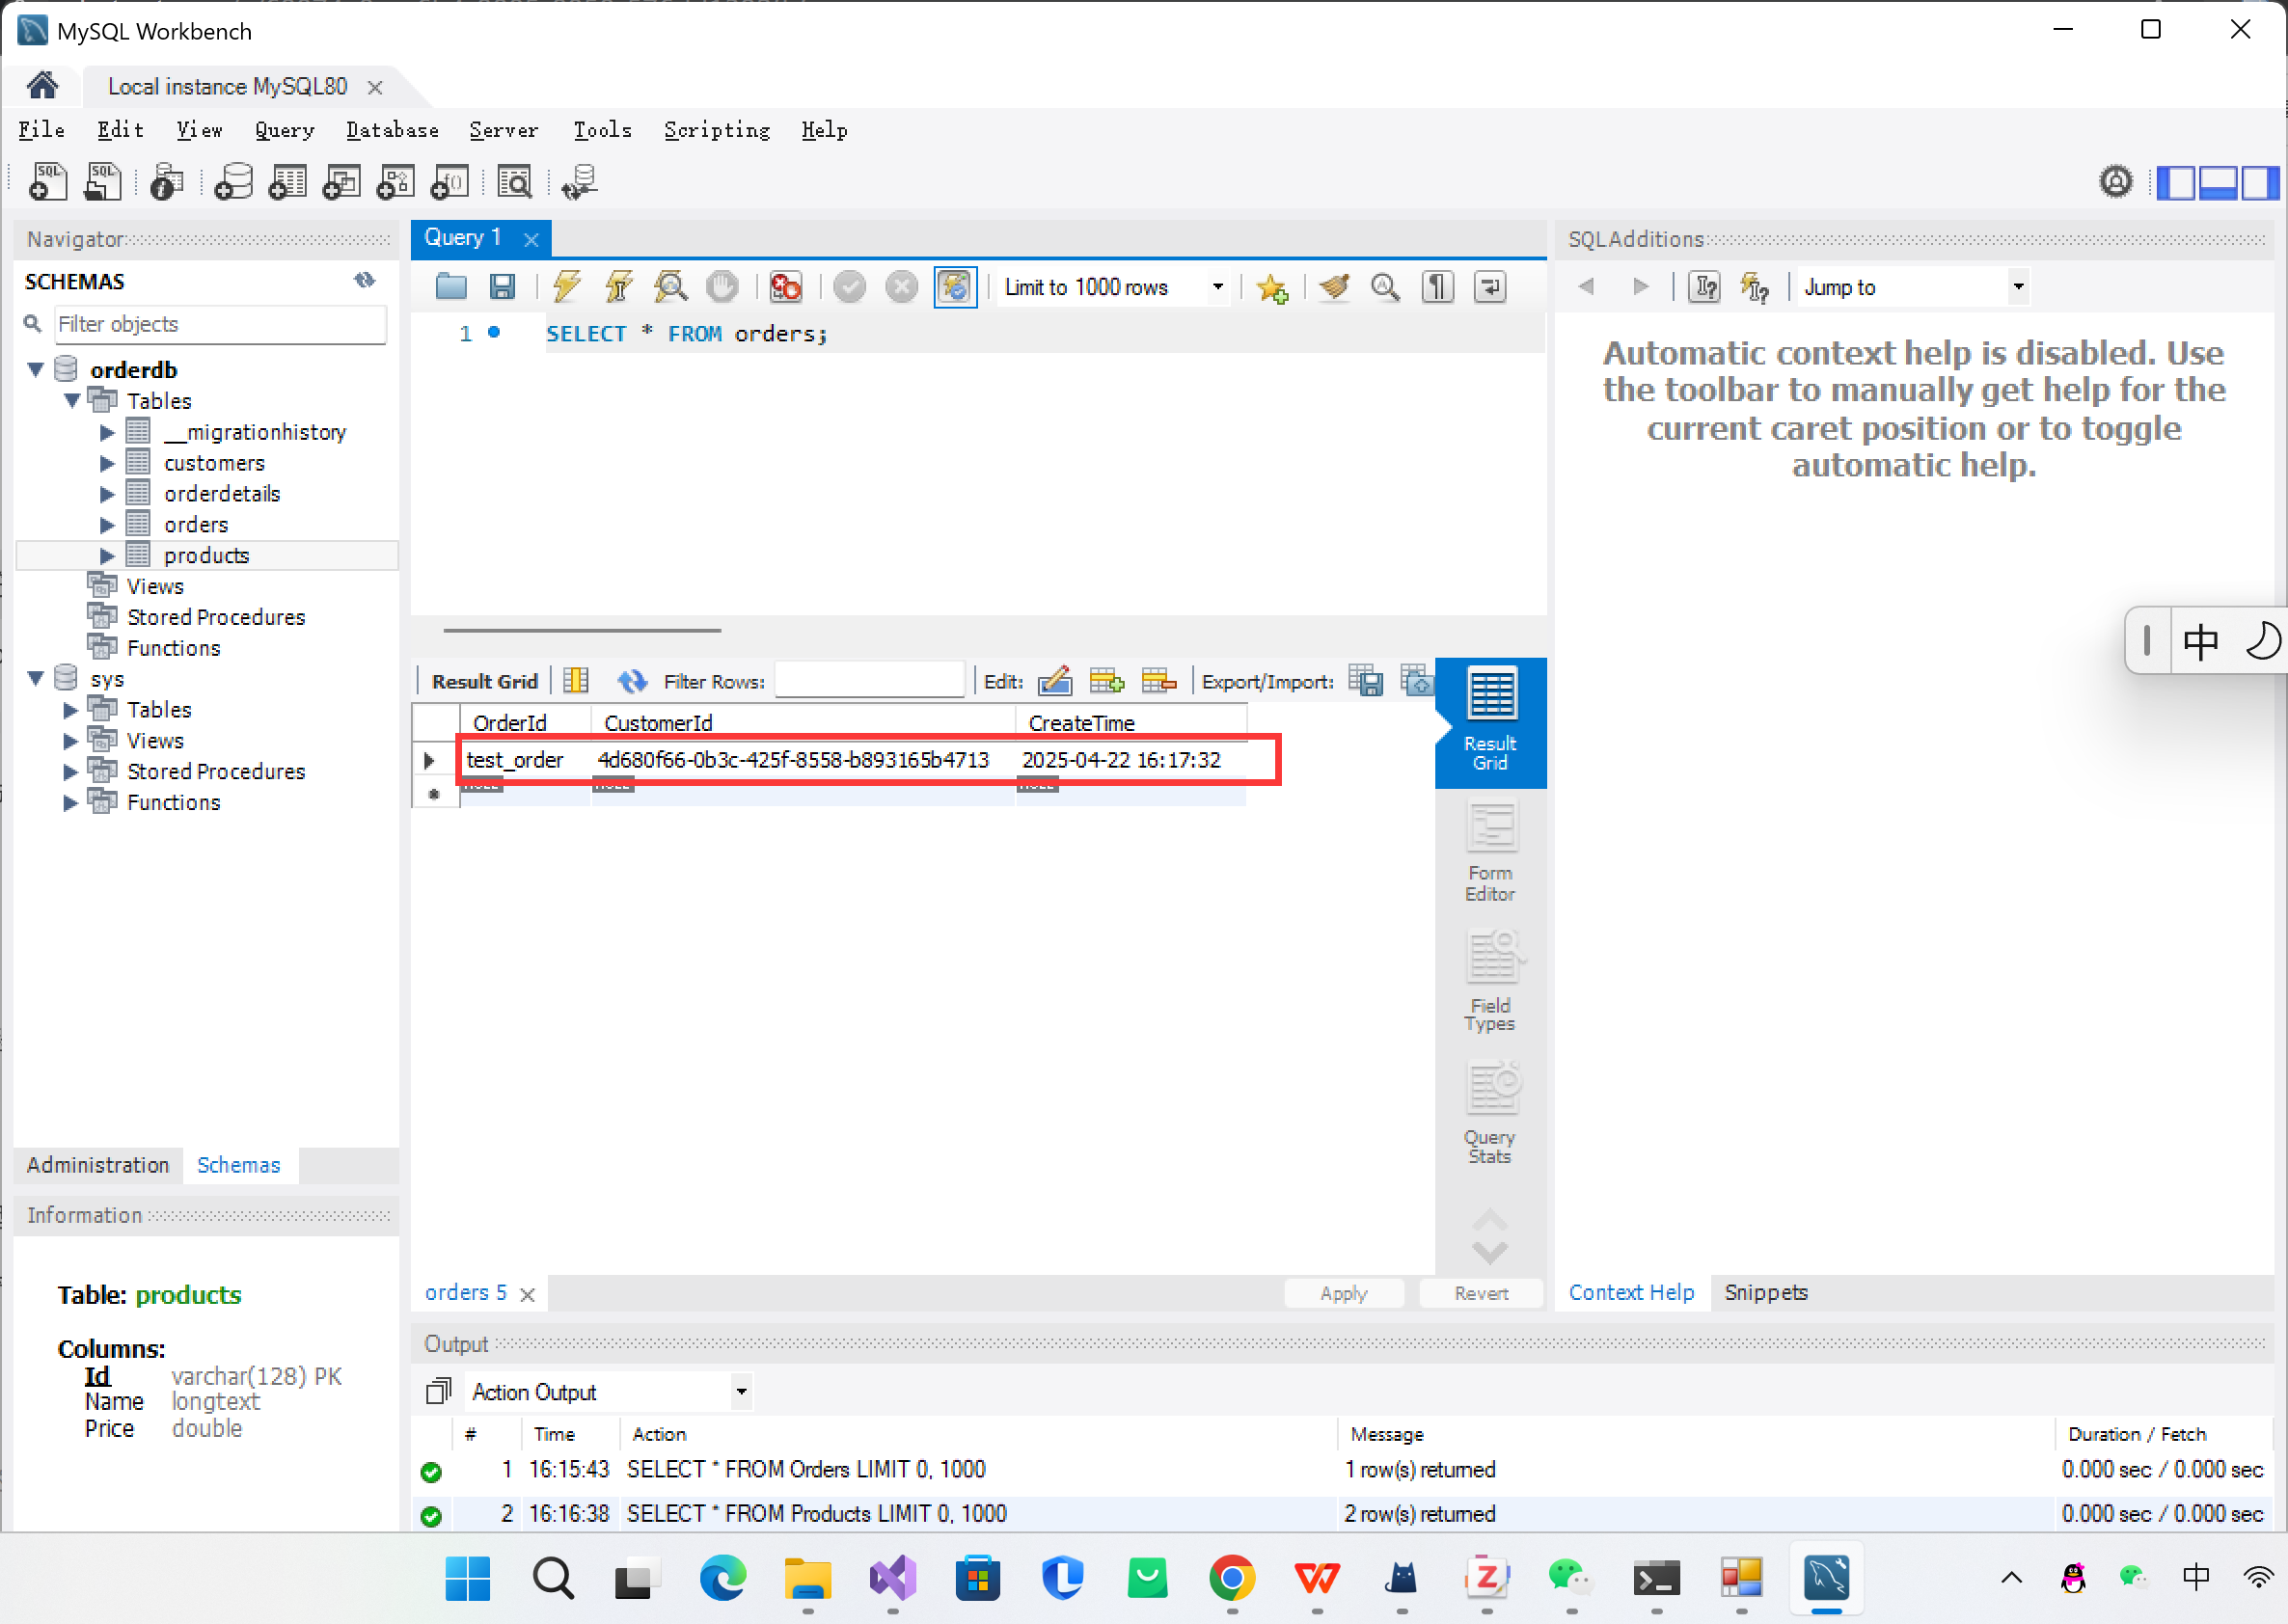 MySQL Workbench
Local instance MySQL80
File Edit View Query Database Server Tools Scripting Help
Navigator
SCHEMAS
Filter objects
orderdb
Tables
__migrationhistory
customers
orderdetails
orders
products
Views
Stored Procedures
Functions
sys
Tables
Views
Stored Procedures
Functions
Administration Schemas
Information
Table: products
Columns:
Id varchar(128) PK
Name longtext
Price double
Query 1
Limit to 1000 rows
1 SELECT * FROM orders;
Result Grid Filter Rows: Edit: Export/Import:
OrderId CustomerId CreateTime
test_order 4d680f66-0b3c-425f-8558-b893165b4713 2025-04-22 16:17:32
Result
Grid
Form
Editor
Field
Types
Query
Stats
orders 5 Apply Revert
SQLAdditions
Jump to
Automatic context help is disabled. Use
the toolbar to manually get help for the
current caret position or to toggle
automatic help.
中
Context Help Snippets
Output
Action Output
# Time Action Message Duration / Fetch
1 16:15:43 SELECT * FROM Orders LIMIT 0, 1000 1 row(s) returned 0.000 sec / 0.000 sec
2 16:16:38 SELECT * FROM Products LIMIT 0, 1000 2 row(s) returned 0.000 sec / 0.000 sec
中